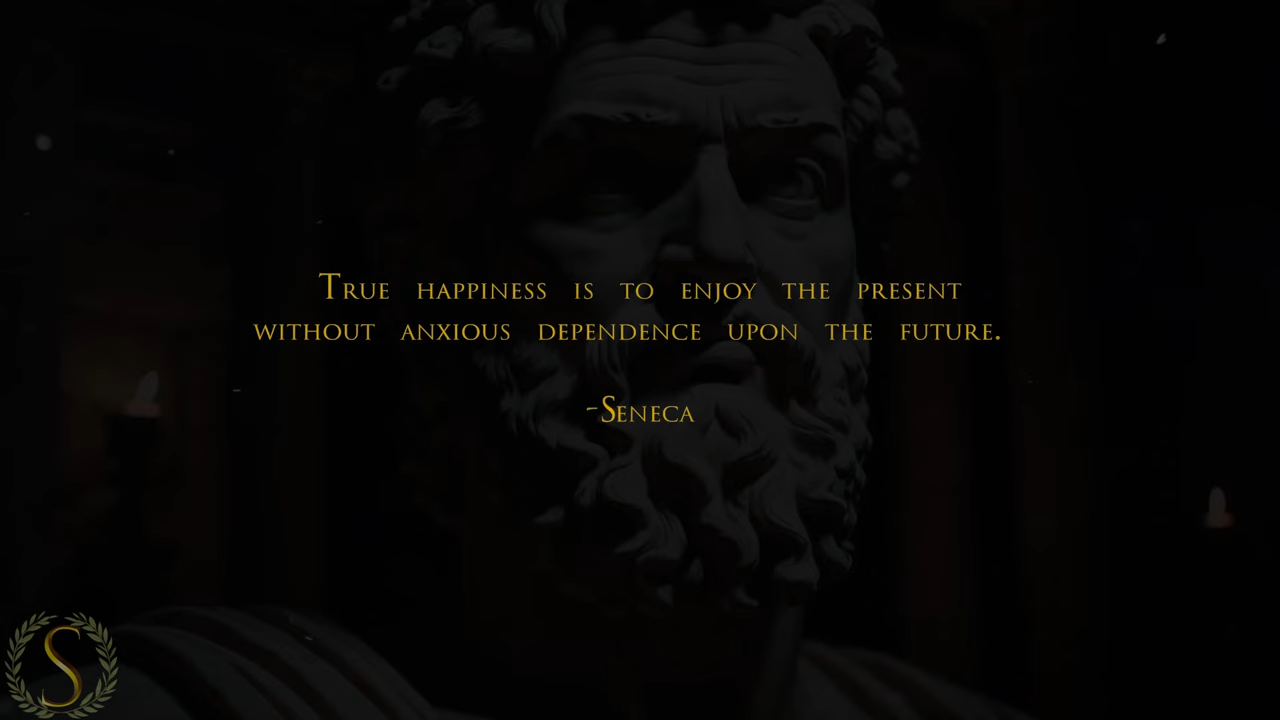 True happiness is to enjoy the present
without anxious dependence upon the future.
-Seneca
S